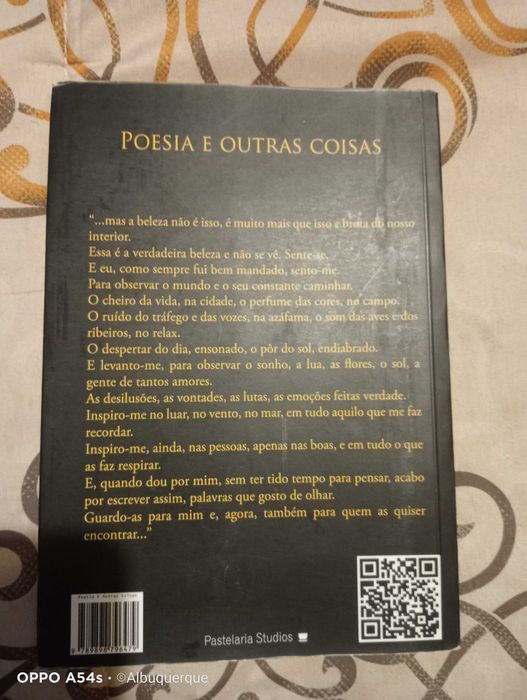 POESIA E OUTRAS COISAS
“...mas a beleza não é isso, é muito mais que isso e brota do nosso
interior.
Essa é a verdadeira beleza e não se vê. Sente-se.
E eu, como sempre fui bem mandado, sento-me.
Para observar o mundo e o seu constante caminhar.
O cheiro da vida, na cidade, o perfume das cores, no campo.
O ruído do tráfego e das vozes, na azáfama, o som das aves e dos
ribeiros, no relax.
O despertar do dia, ensonado, o pôr do sol, endiabrado.
E levanto-me, para observar o sonho, a lua, as flores, o sol, a
gente de tantos amores.
As desilusões, as vontades, as lutas, as emoções feitas verdade.
Inspiro-me no luar, no vento, no mar, em tudo aquilo que me faz
recordar.
Inspiro-me, ainda, nas pessoas, apenas nas boas, e em tudo o que
as faz respirar.
E, quando dou por mim, sem ter tido tempo para pensar, acabo
por escrever assim, palavras que gosto de olhar.
Guardo-as para mim e, agora, também para quem as quiser
encontrar...”
Poesia E Outras Coisas
Pastelaria Studios
OPPO A54s · ©Albuquerque